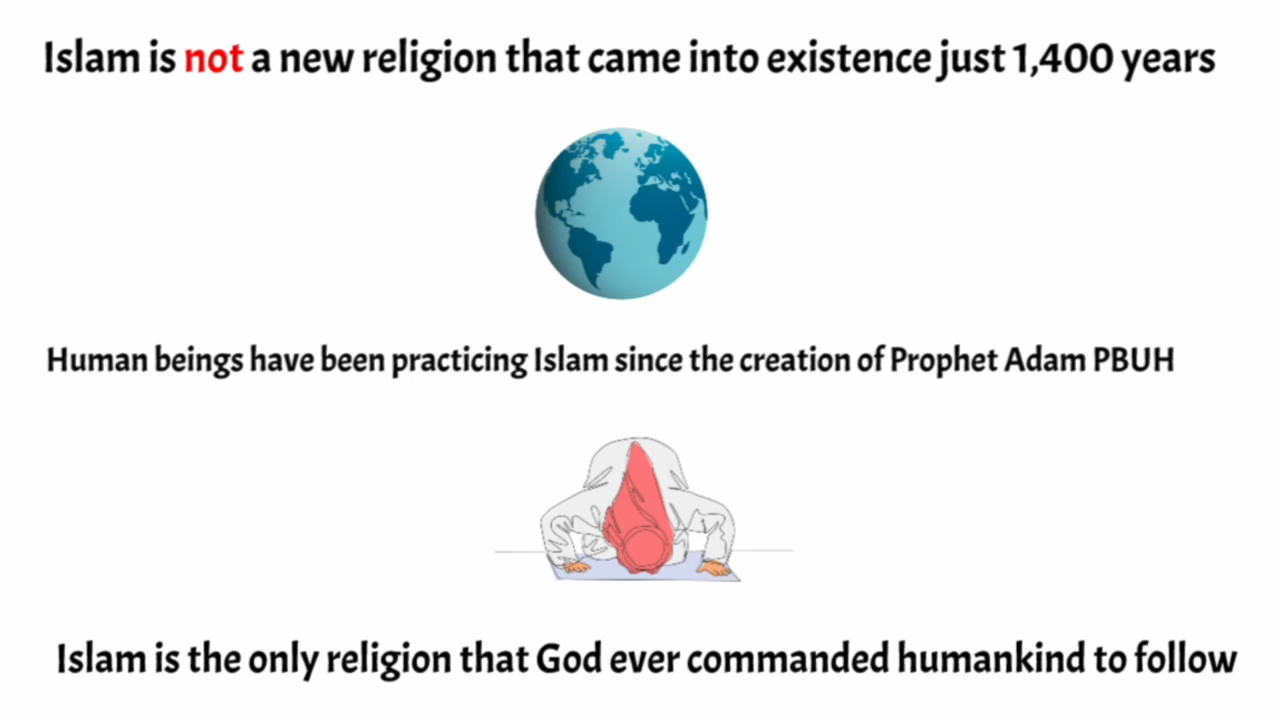 Islam is not a new religion that came into existence just 1,400 years
Human beings have been practicing Islam since the creation of Prophet Adam PBUH
Islam is the only religion that God ever commanded humankind to follow